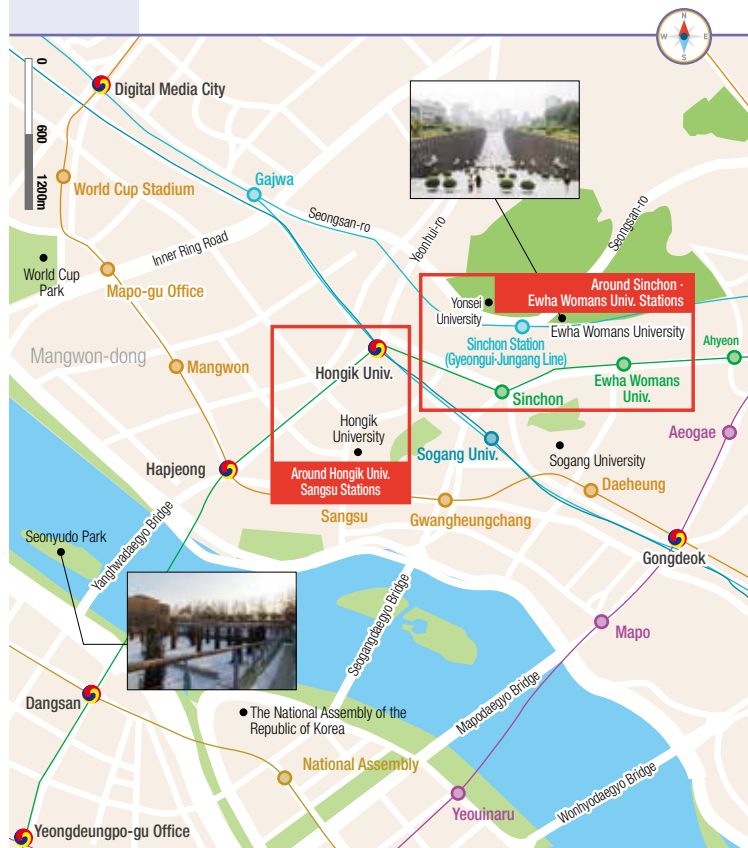 N
W
E
S
0
600
1200m
Digital Media City
World Cup Stadium
Gajwa
Seongsan-ro
Yeonhui-ro
Seongsan-ro
Inner Ring Road
World Cup
Park
Mapo-gu Office
Around Sinchon ·
Ewha Womans Univ. Stations
Yonsei
University
Ewha Womans University
Sinchon Station
(Gyeongui·Jungang Line)
Ahyeon
Mangwon-dong
Mangwon
Hongik Univ.
Ewha Womans
Univ.
Sinchon
Hongik
University
Aeogae
Sogang Univ.
Sogang University
Hapjeong
Around Hongik Univ.
Sangsu Stations
Daeheung
Sangsu
Gwangheungchang
Seonyudo Park
Yanghwadaegyo Bridge
Gongdeok
Seogangdaegyo Bridge
Mapo
Dangsan
The National Assembly of the
Republic of Korea
Mapodaegyo Bridge
National Assembly
Wonhyodaegyo Bridge
Yeouinaru
Yeongdeungpo-gu Office